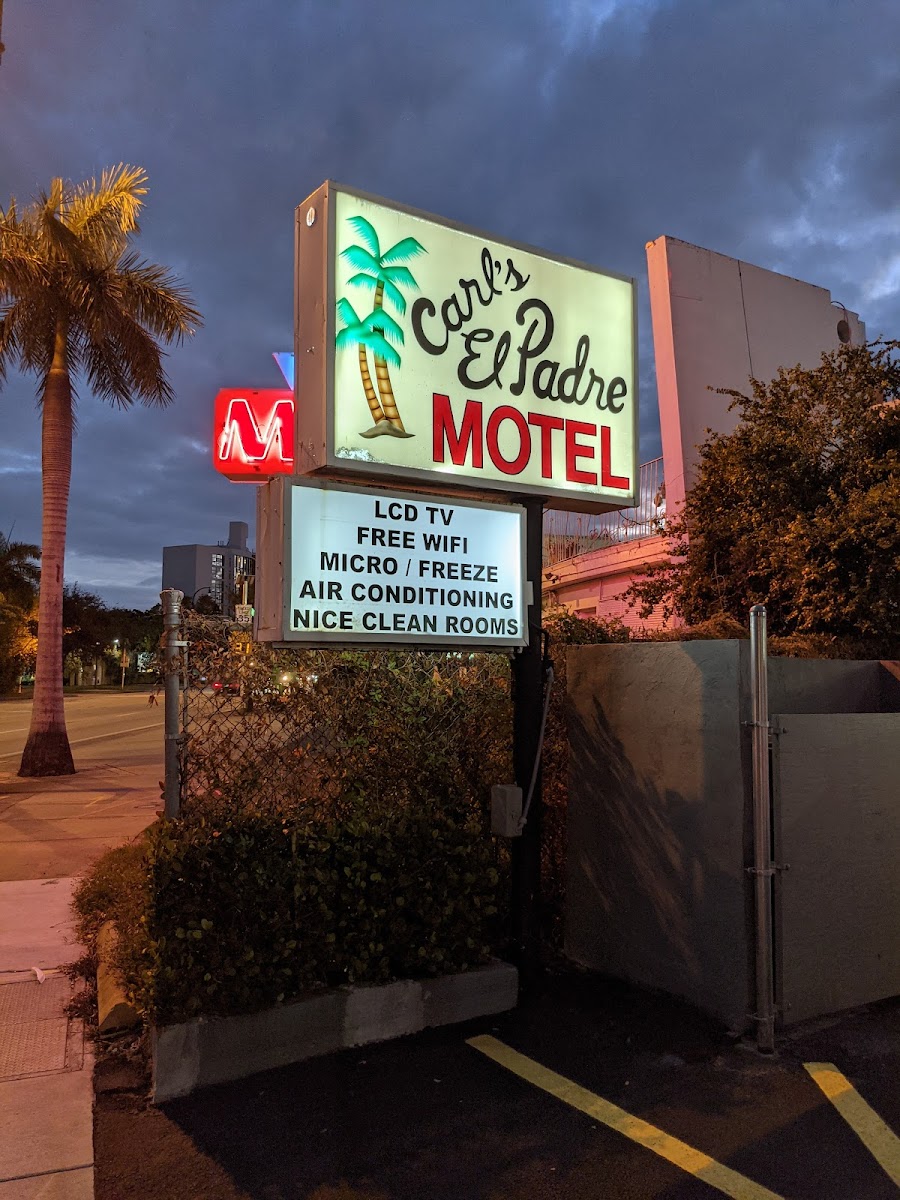 Carl's
El Padre
MOTEL
M
LCD TV
FREE WIFI
MICRO / FREEZE
AIR CONDITIONING
NICE CLEAN ROOMS